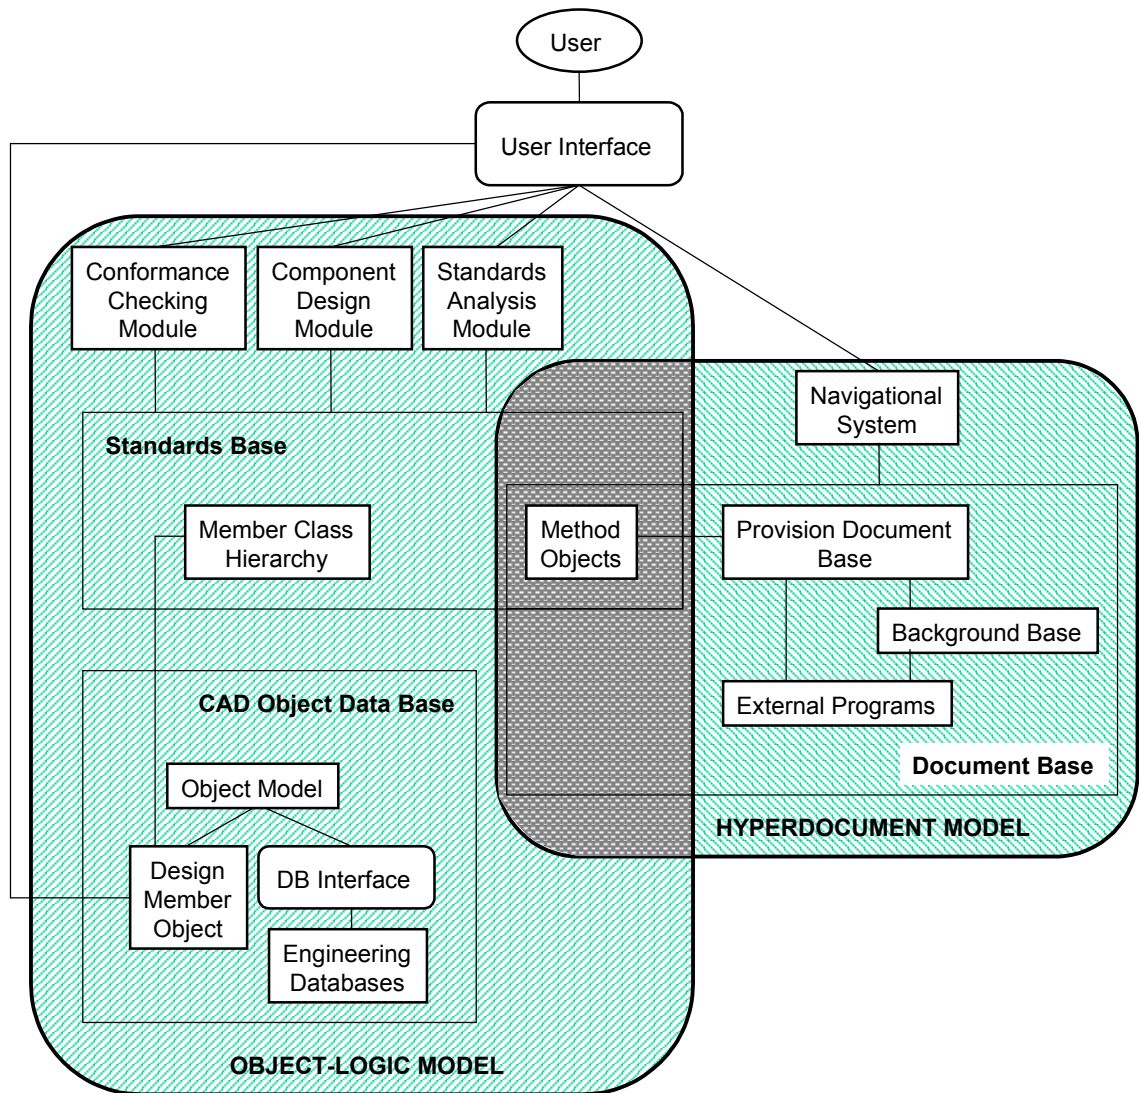 User
User Interface
Conformance
Checking
Module
Component
Design
Module
Standards
Analysis
Module
Navigational
System
Standards Base
Member Class
Hierarchy
Method
Objects
Provision Document
Base
Background Base
External Programs
Document Base
HYPERDOCUMENT MODEL
CAD Object Data Base
Object Model
Design
Member
Object
DB Interface
Engineering
Databases
OBJECT-LOGIC MODEL